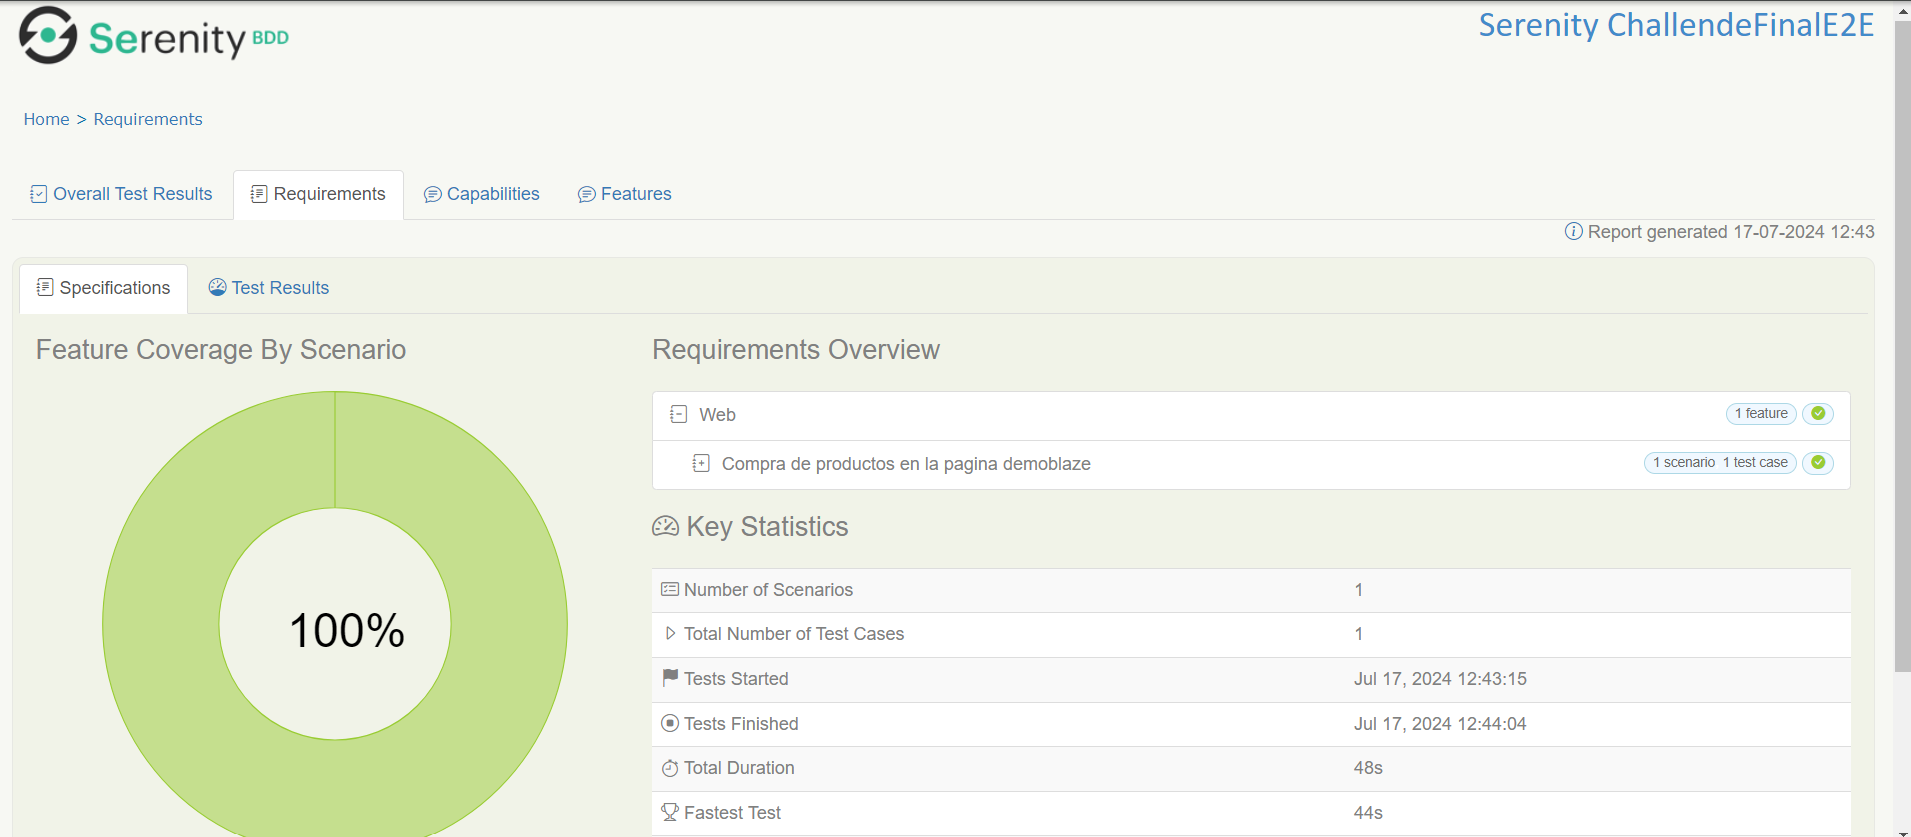 Serenity BDD
Serenity ChallendeFinalE2E
Home > Requirements
Overall Test Results
Requirements
Capabilities
Features
Report generated 17-07-2024 12:43
Specifications
Test Results
Feature Coverage By Scenario
100%
Requirements Overview
Web 1 feature
Compra de productos en la pagina demoblaze 1 scenario 1 test case
Key Statistics
Number of Scenarios 1
Total Number of Test Cases 1
Tests Started Jul 17, 2024 12:43:15
Tests Finished Jul 17, 2024 12:44:04
Total Duration 48s
Fastest Test 44s